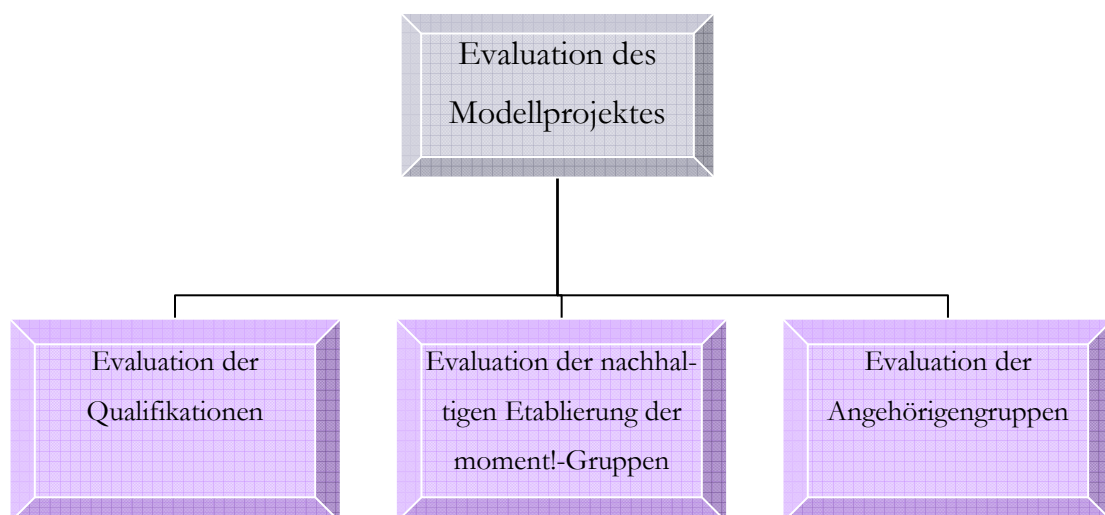 Evaluation des
Modellprojektes
Evaluation der
Qualifikationen
Evaluation der nachhal-
tigen Etablierung der
moment!-Gruppen
Evaluation der
Angehörigengruppen